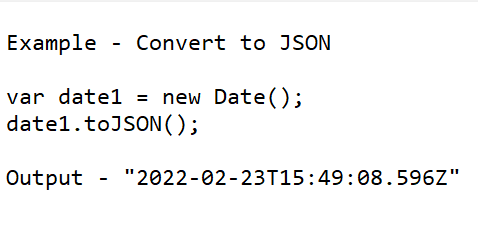 Example - Convert to JSON
var date1 = new Date();
date1.toJSON();
Output - "2022-02-23T15:49:08.596Z"